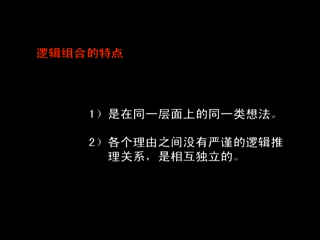 逻辑组合的特点
1）是在同一层面上的同一类想法。
2）各个理由之间没有严谨的逻辑推
理关系，是相互独立的。